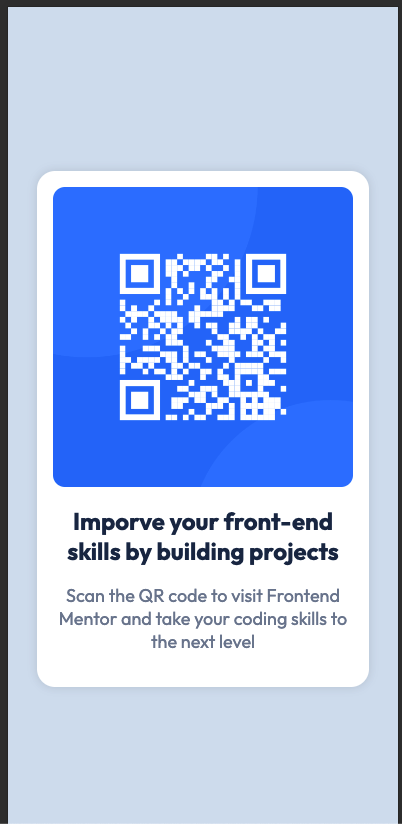 Imporve your front-end
skills by building projects
Scan the QR code to visit Frontend
Mentor and take your coding skills to
the next level